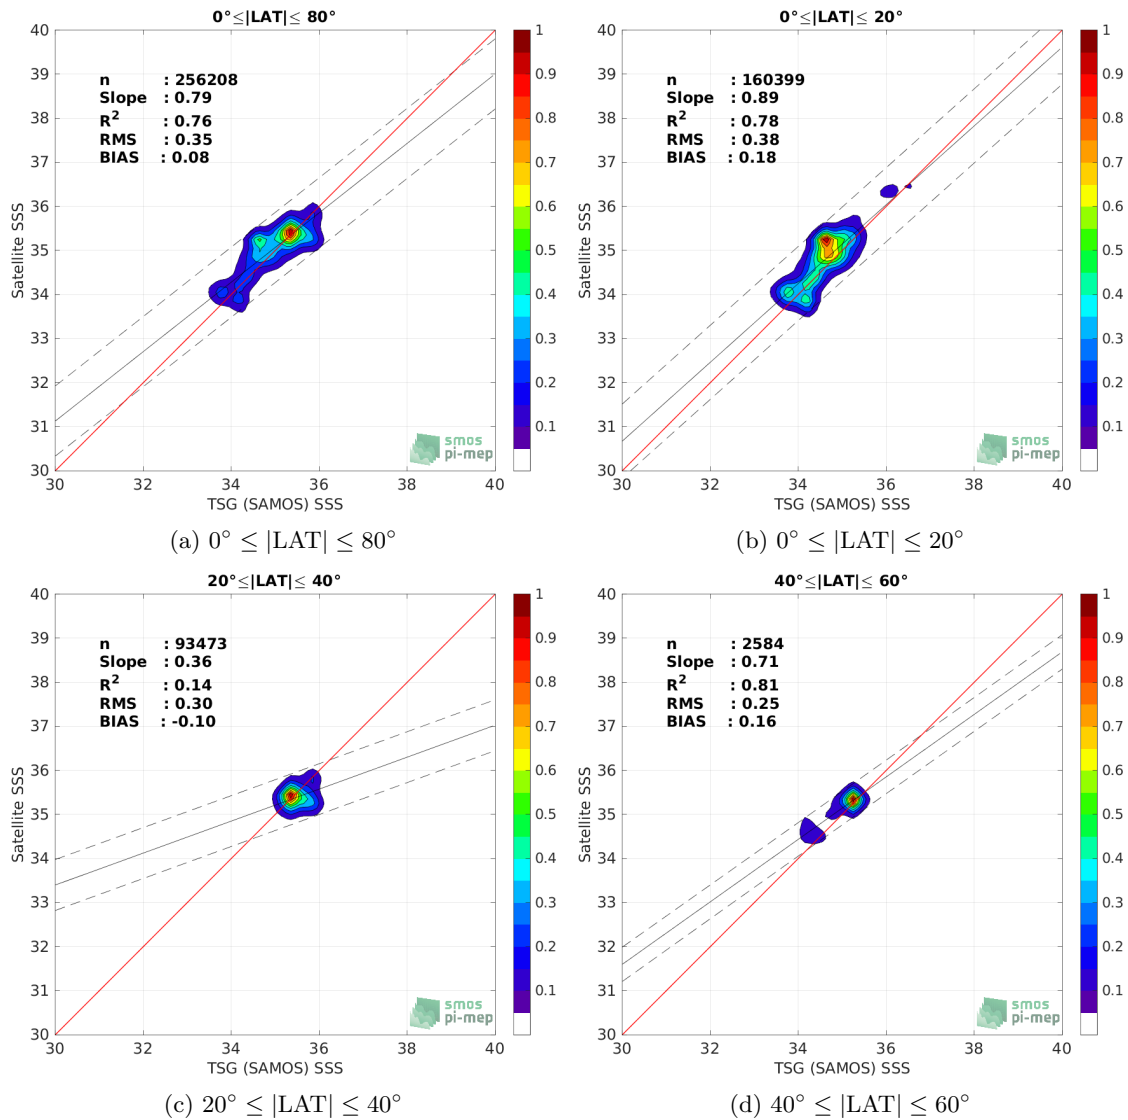 0°≤|LAT|≤ 80°
40
39
38
37
36
35
34
33
32
31
30
Satellite SSS
n : 256208
Slope : 0.79
R² : 0.76
RMS : 0.35
BIAS : 0.08
smos
pi-mep
30 32 34 36 38 40
TSG (SAMOS) SSS
1
0.9
0.8
0.7
0.6
0.5
0.4
0.3
0.2
0.1
(a) 0° ≤ |LAT| ≤ 80°
0°≤|LAT|≤ 20°
40
39
38
37
36
35
34
33
32
31
30
Satellite SSS
n : 160399
Slope : 0.89
R² : 0.78
RMS : 0.38
BIAS : 0.18
smos
pi-mep
30 32 34 36 38 40
TSG (SAMOS) SSS
1
0.9
0.8
0.7
0.6
0.5
0.4
0.3
0.2
0.1
(b) 0° ≤ |LAT| ≤ 20°
20°≤|LAT|≤ 40°
40
39
38
37
36
35
34
33
32
31
30
Satellite SSS
n : 93473
Slope : 0.36
R² : 0.14
RMS : 0.30
BIAS : -0.10
smos
pi-mep
30 32 34 36 38 40
TSG (SAMOS) SSS
1
0.9
0.8
0.7
0.6
0.5
0.4
0.3
0.2
0.1
(c) 20° ≤ |LAT| ≤ 40°
40°≤|LAT|≤ 60°
40
39
38
37
36
35
34
33
32
31
30
Satellite SSS
n : 2584
Slope : 0.71
R² : 0.81
RMS : 0.25
BIAS : 0.16
smos
pi-mep
30 32 34 36 38 40
TSG (SAMOS) SSS
1
0.9
0.8
0.7
0.6
0.5
0.4
0.3
0.2
0.1
(d) 40° ≤ |LAT| ≤ 60°